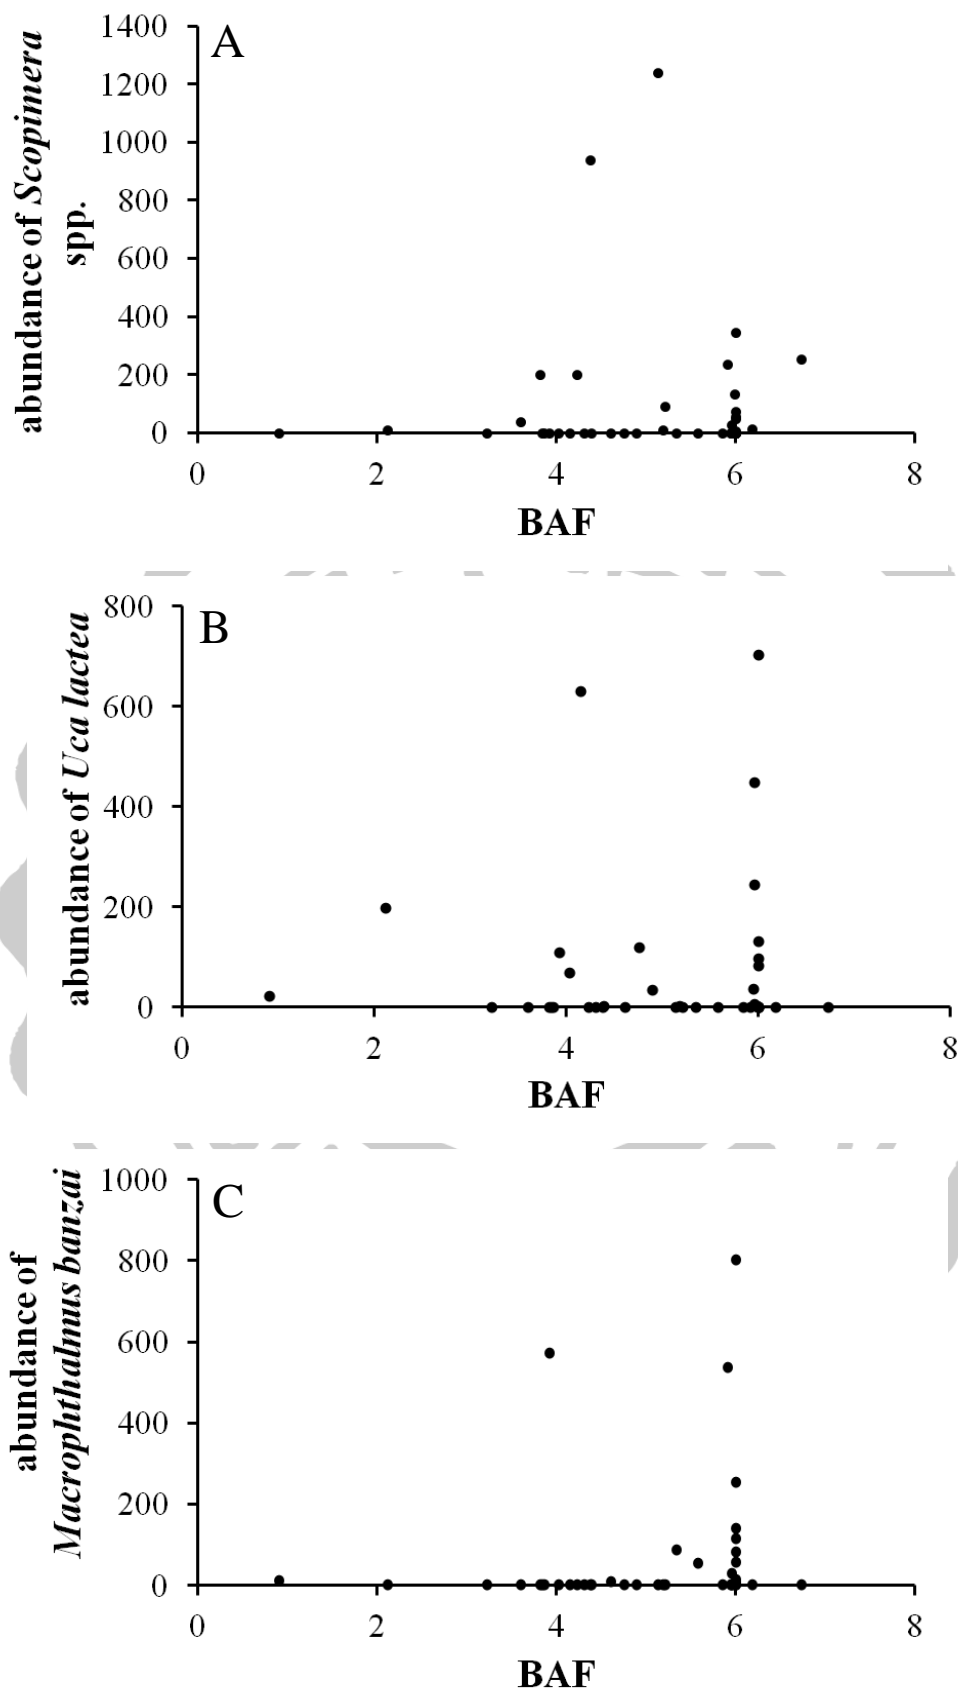 A
abundance of Scopimera
spp.
1400
1200
1000
800
600
400
200
0
0 2 4 6 8
BAF
B
abundance of Uca lactea
800
600
400
200
0
0 2 4 6 8
BAF
C
abundance of
Macrophthalmus banzai
1000
800
600
400
200
0
0 2 4 6 8
BAF